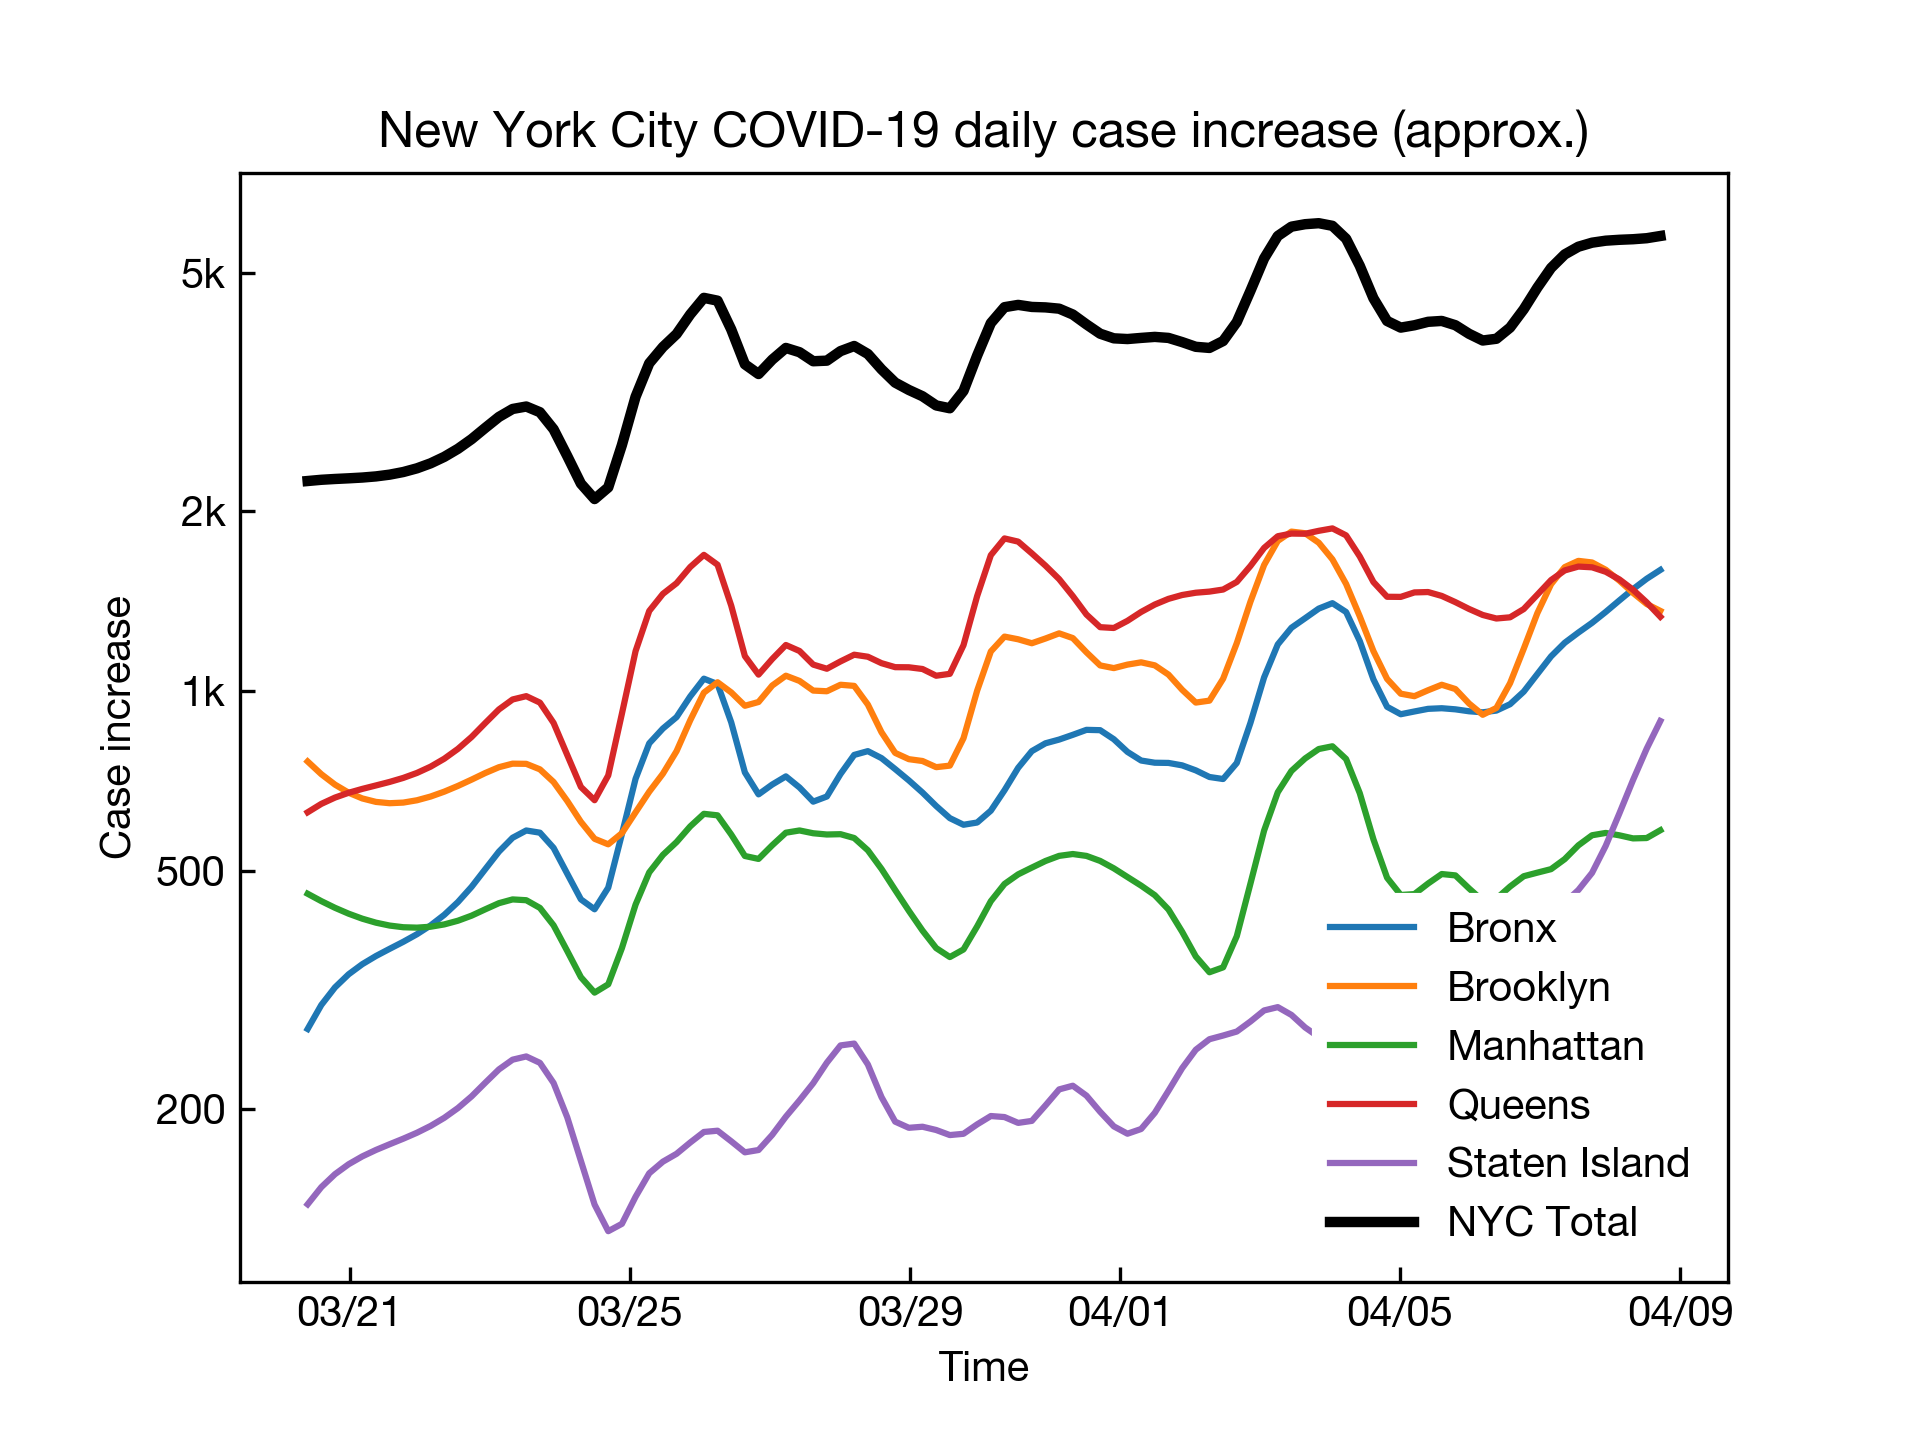 New York City COVID-19 daily case increase (approx.)
5k
2k
1k
500
200
Case increase
Bronx
Brooklyn
Manhattan
Queens
Staten Island
NYC Total
03/21 03/25 03/29 04/01 04/05 04/09
Time